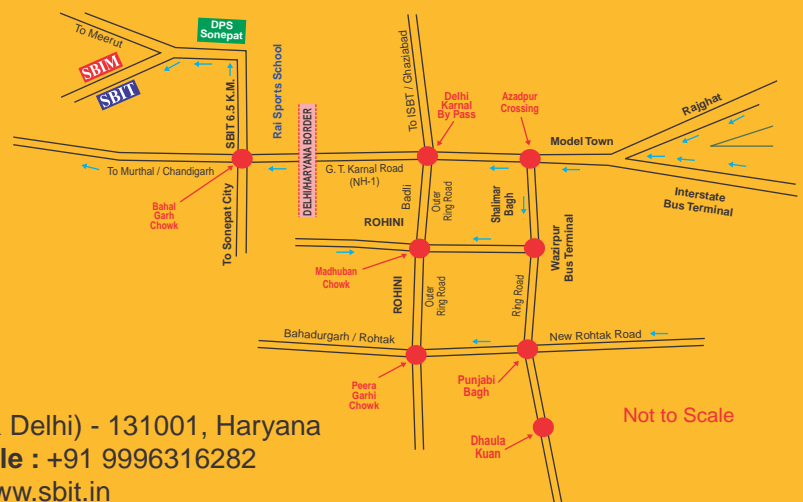 To Meerut
DPS
Sonepat
SBIM
SBIT
SBIT 6.5 K.M.
Rai Sports School
DELHI/HARYANA BORDER
To ISBT / Ghaziabad
Delhi
Karnal
By Pass
Azadpur
Crossing
Rajghat
Model Town
To Murthal / Chandigarh
G. T. Karnal Road
(NH-1)
Interstate
Bus Terminal
Bahal
Garh
Chowk
To Sonepat City
Badli
Outer
Ring Road
Shalimar
Bagh
ROHINI
Wazirpur
Bus Terminal
Madhuban
Chowk
ROHINI
Outer
Ring Road
Ring Road
Bahadurgarh / Rohtak
New Rohtak Road
Peera
Garhi
Chowk
Punjabi
Bagh
Dhaula
Kuan
Not to Scale
Delhi) - 131001, Haryana
le : +91 9996316282
ww.sbit.in